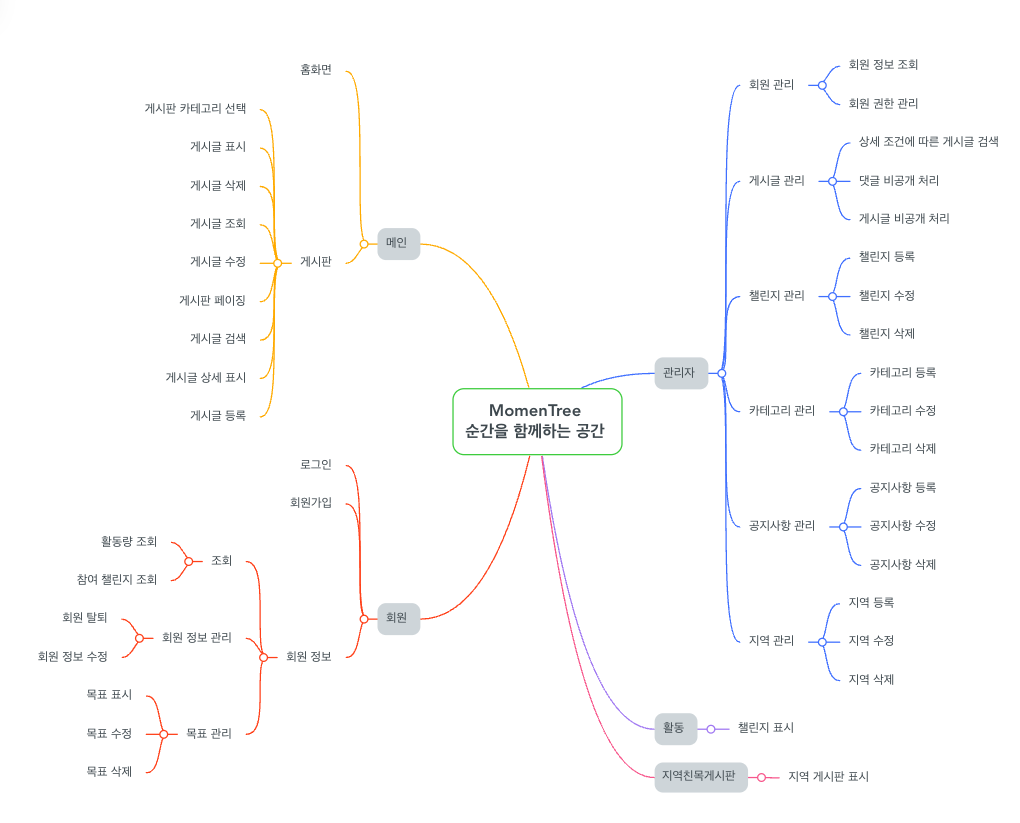 MomenTree
순간을 함께하는 공간
메인
홈화면
게시판
게시판 카테고리 선택
게시글 표시
게시글 삭제
게시글 조회
게시글 수정
게시판 페이징
게시글 검색
게시글 상세 표시
게시글 등록
회원
로그인
회원가입
회원 정보
조회
활동량 조회
참여 챌린지 조회
회원 정보 관리
회원 탈퇴
회원 정보 수정
목표 관리
목표 표시
목표 수정
목표 삭제
관리자
회원 관리
회원 정보 조회
회원 권한 관리
게시글 관리
상세 조건에 따른 게시글 검색
댓글 비공개 처리
게시글 비공개 처리
챌린지 관리
챌린지 등록
챌린지 수정
챌린지 삭제
카테고리 관리
카테고리 등록
카테고리 수정
카테고리 삭제
공지사항 관리
공지사항 등록
공지사항 수정
공지사항 삭제
지역 관리
지역 등록
지역 수정
지역 삭제
활동
챌린지 표시
지역친목게시판
지역 게시판 표시